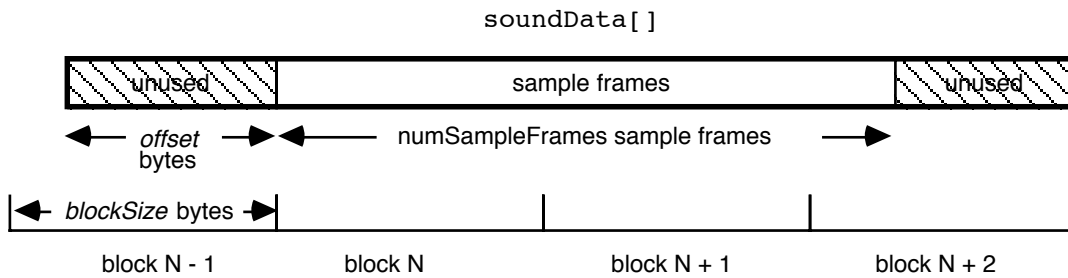 soundData[]
unused sample frames unused
offset numSampleFrames sample frames
bytes
blockSize bytes
block N - 1 block N block N + 1 block N + 2